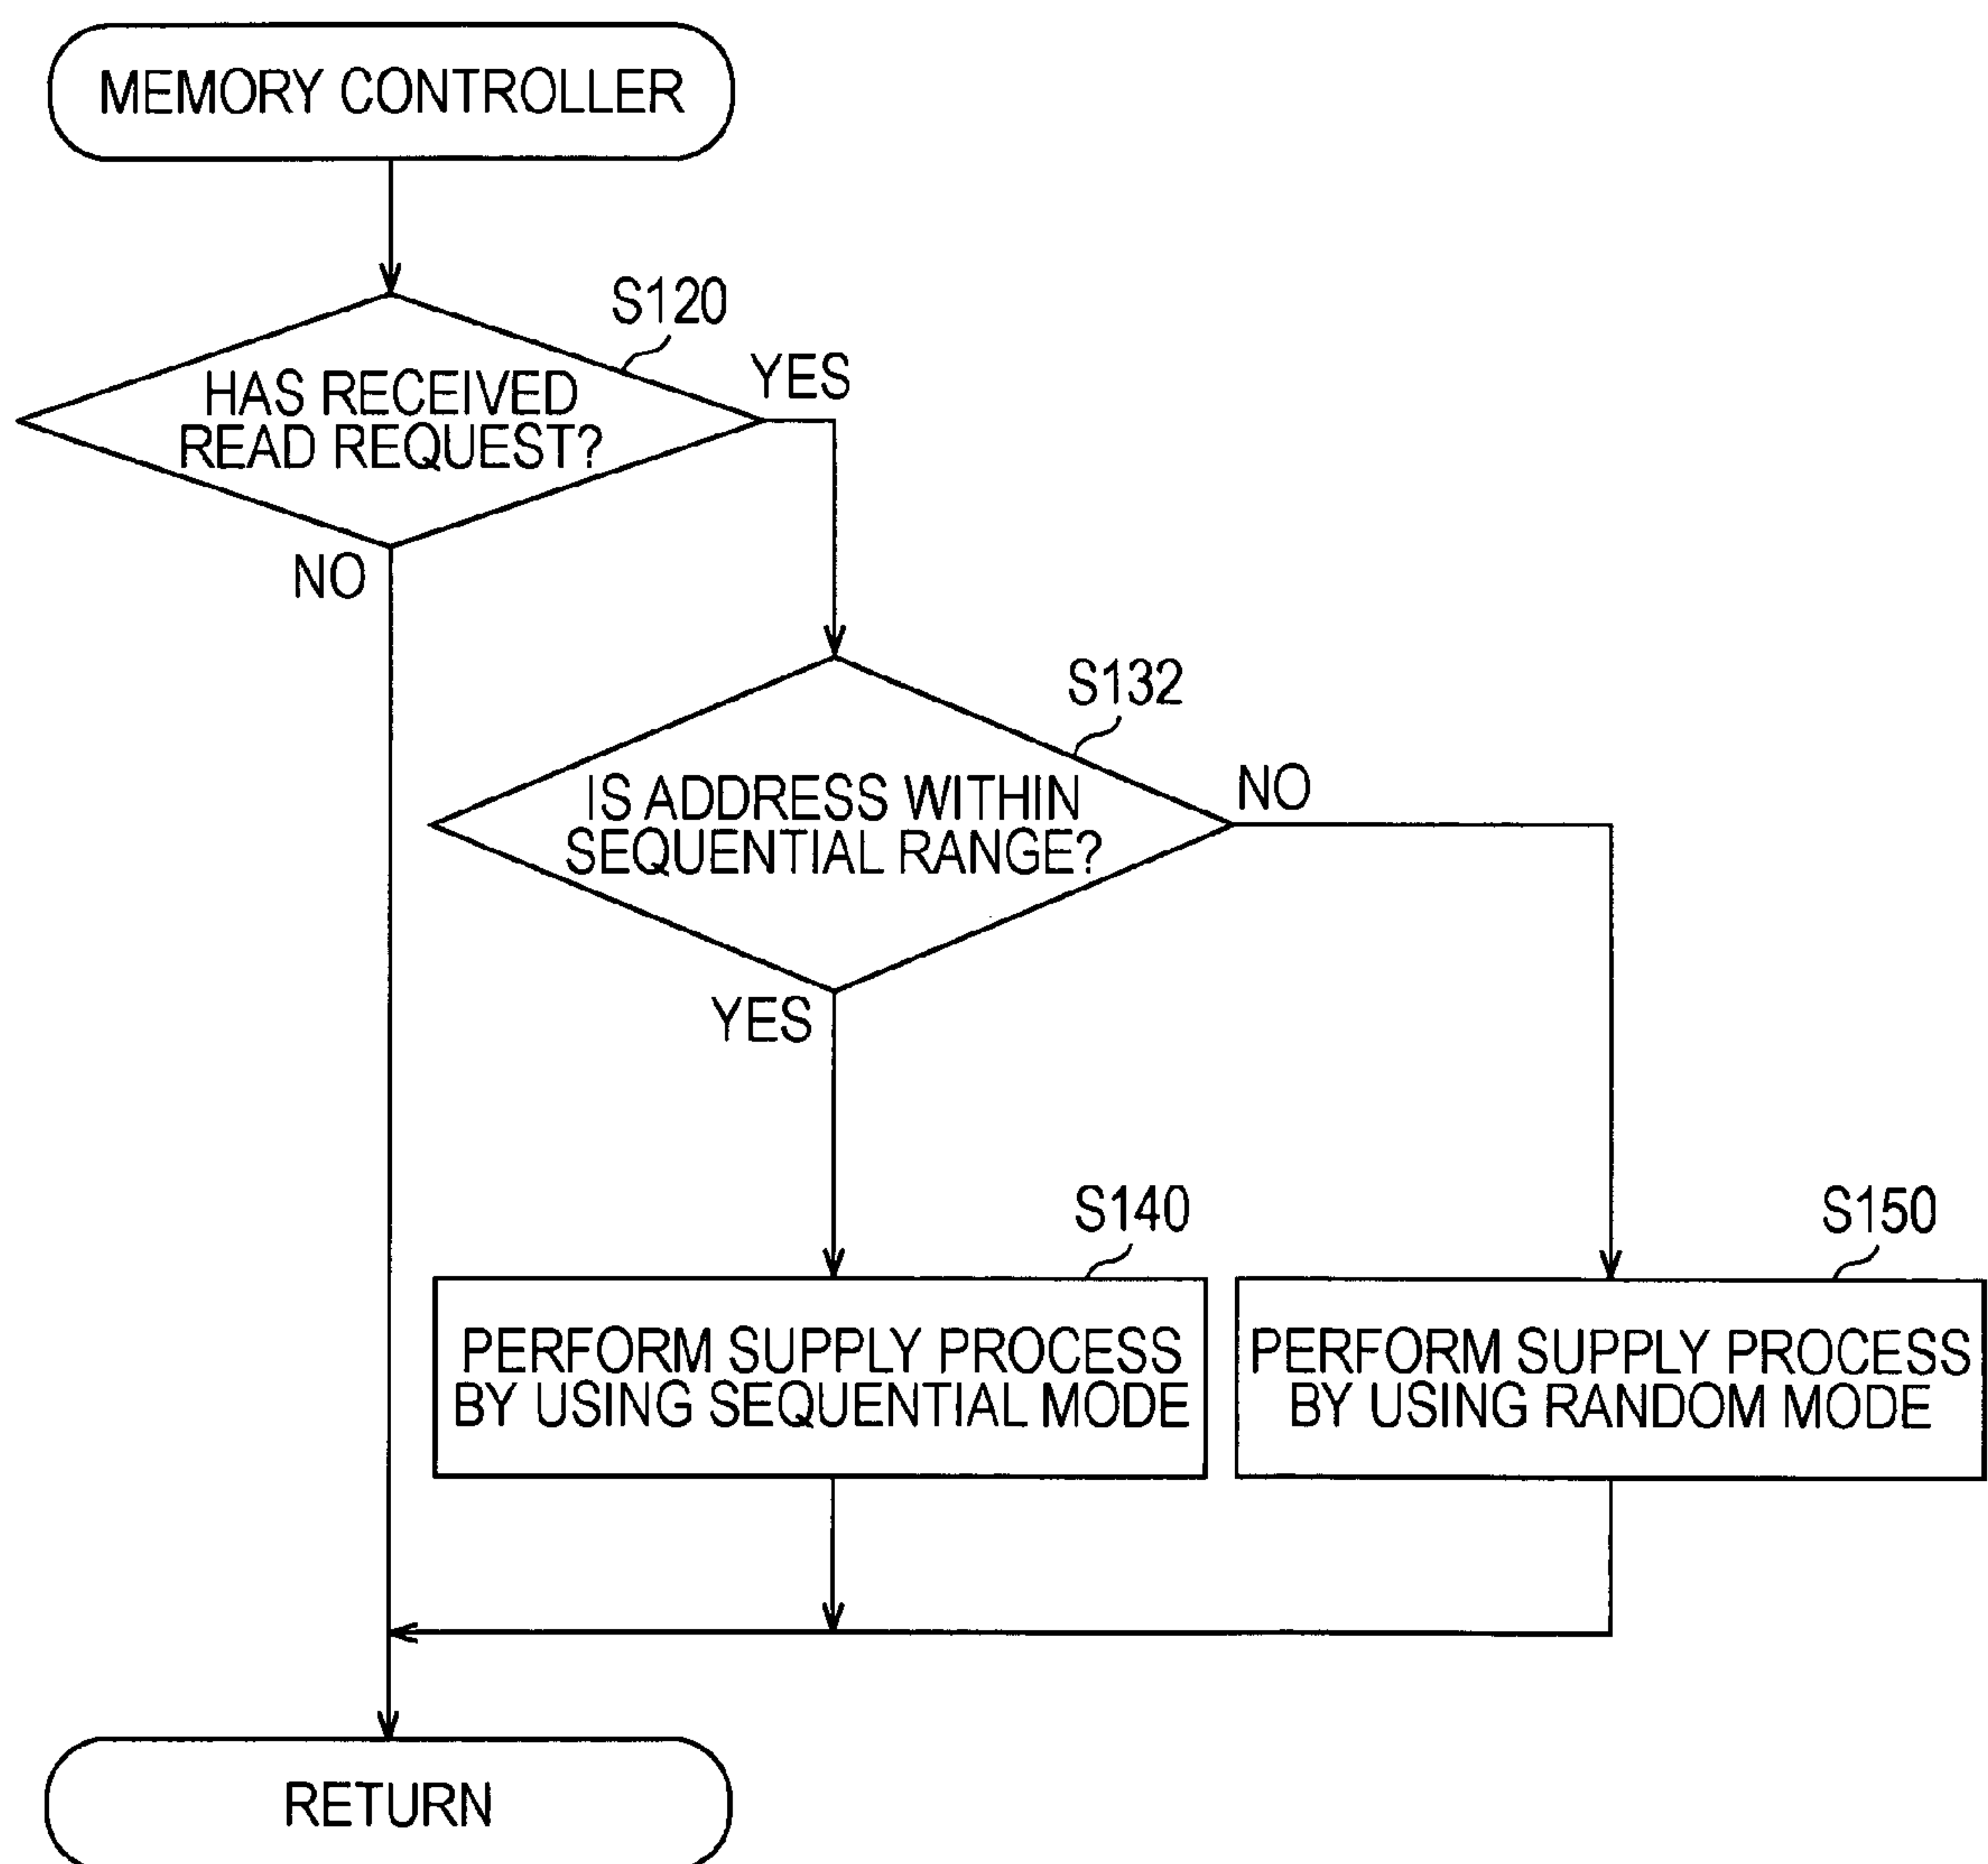 MEMORY CONTROLLER
S120
HAS RECEIVED
READ REQUEST?
YES
NO
S132
IS ADDRESS WITHIN
SEQUENTIAL RANGE?
NO
YES
S140
PERFORM SUPPLY PROCESS
BY USING SEQUENTIAL MODE
S150
PERFORM SUPPLY PROCESS
BY USING RANDOM MODE
RETURN